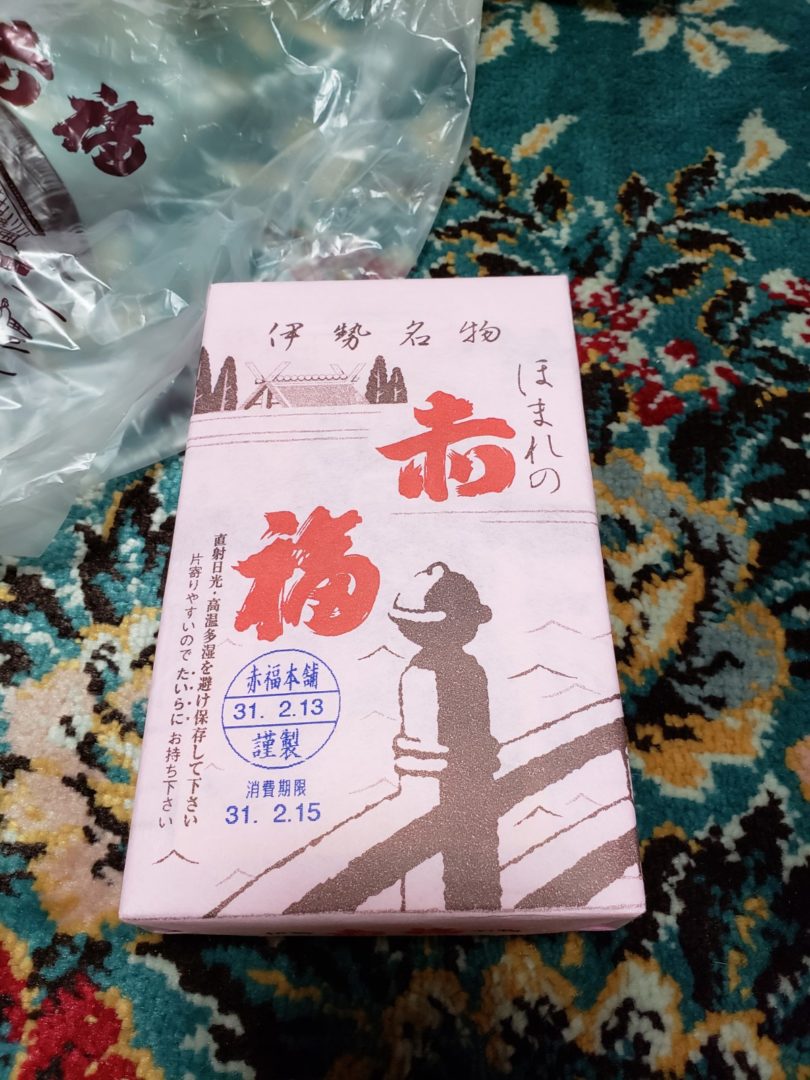 伊勢名物
ほまれの
赤
福
直射日光・高温多湿を避け保存して下さい
片寄りやすいので たいらに お持ち下さい
赤福本舗
31. 2.13
謹製
消費期限
31. 2.15
福